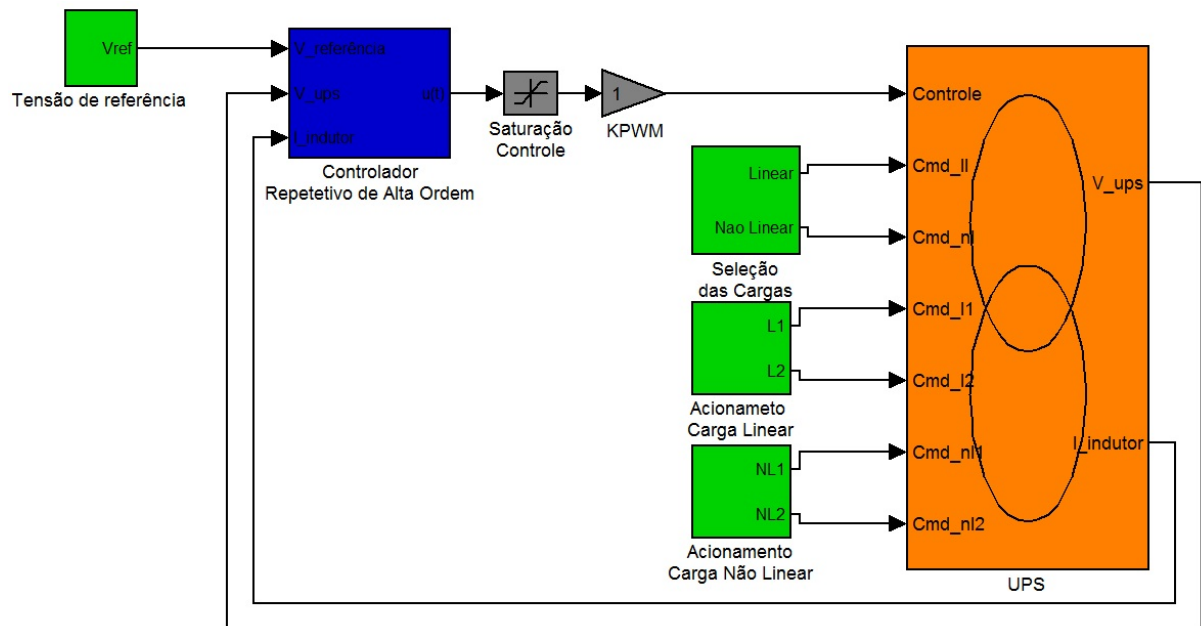 Vref
Tensão de referência
V_referência
V_ups
I_indutor
u(t)
Controlador
Repetetivo de Alta Ordem
Saturação
Controle
1
KPWM
Linear
Nao Linear
Seleção
das Cargas
L1
L2
Acionameto
Carga Linear
NL1
NL2
Acionamento
Carga Não Linear
Controle
Cmd_ll
Cmd_nl
Cmd_l1
Cmd_l2
Cmd_nl1
Cmd_nl2
V_ups
I_indutor
UPS